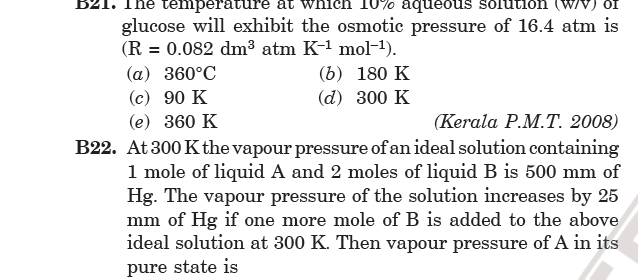 B21. The temperature at which 10% aqueous solution (w/v) of
glucose will exhibit the osmotic pressure of 16.4 atm is
(R = 0.082 dm³ atm K⁻¹ mol⁻¹).
(a) 360°C (b) 180 K
(c) 90 K (d) 300 K
(e) 360 K (Kerala P.M.T. 2008)
B22. At 300 K the vapour pressure of an ideal solution containing
1 mole of liquid A and 2 moles of liquid B is 500 mm of
Hg. The vapour pressure of the solution increases by 25
mm of Hg if one more mole of B is added to the above
ideal solution at 300 K. Then vapour pressure of A in its
pure state is